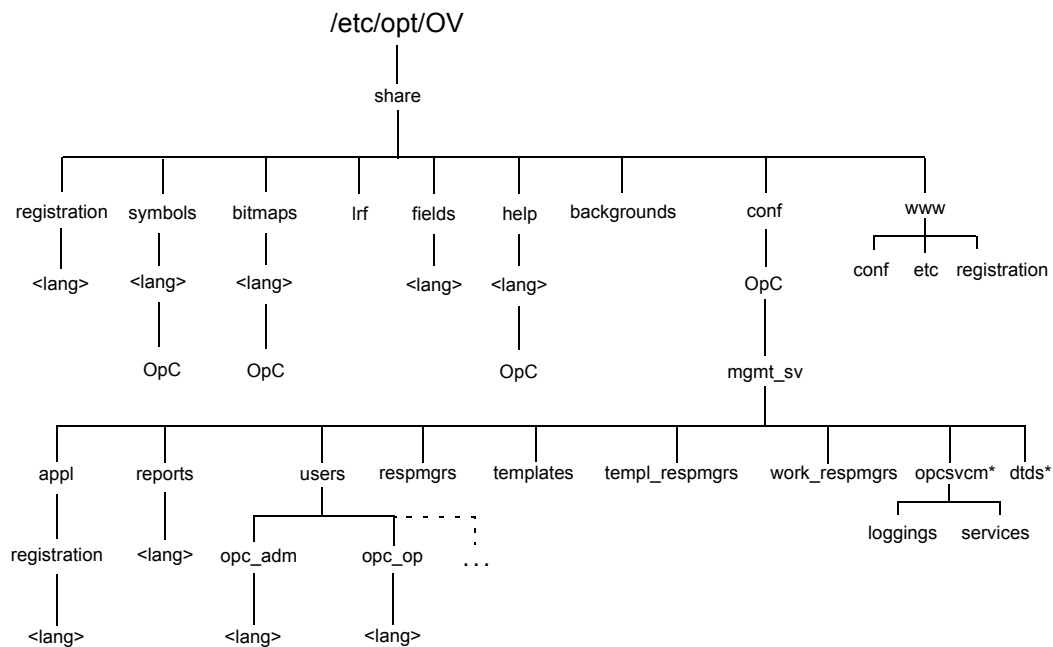 /etc/opt/OV
share
registration symbols bitmaps lrf fields help backgrounds conf www
<lang> <lang> <lang> <lang> <lang> OpC conf etc registration
OpC OpC OpC mgmt_sv
appl reports users respmgrs templates templ_respmgrs work_respmgrs opcsvcm* dtds*
loggings services
registration <lang> opc_adm opc_op ...
<lang> <lang> <lang>